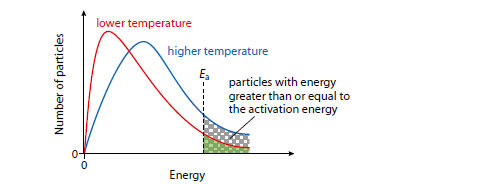 lower temperature
higher temperature
Eₐ
particles with energy
greater than or equal to
the activation energy
Number of particles
0
0
Energy